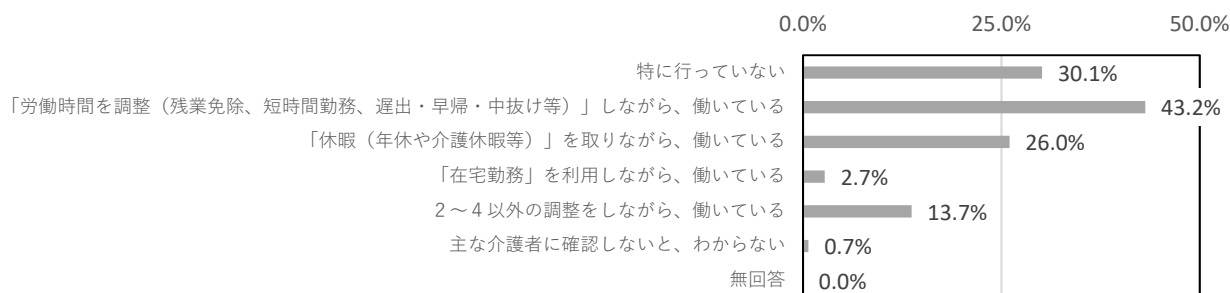 0.0% 25.0% 50.0%
特に行っていない 30.1%
「労働時間を調整（残業免除、短時間勤務、遅出・早帰・中抜け等）」しながら、働いている 43.2%
「休暇（年休や介護休暇等）」を取りながら、働いている 26.0%
「在宅勤務」を利用しながら、働いている 2.7%
２～４以外の調整をしながら、働いている 13.7%
主な介護者に確認しないと、わからない 0.7%
無回答 0.0%